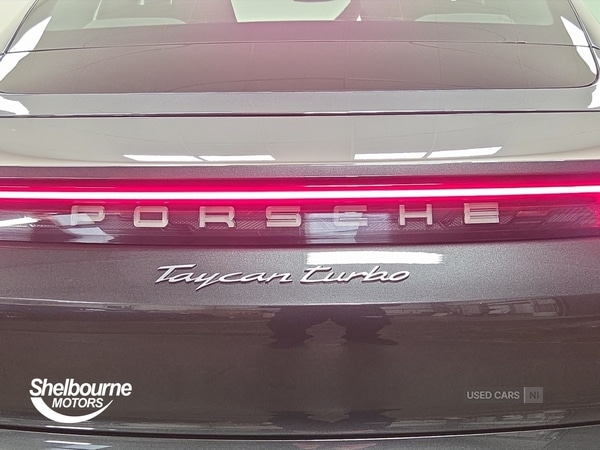 PORSCHE
Taycan turbo
Shelbourne
MOTORS
USED CARS NI